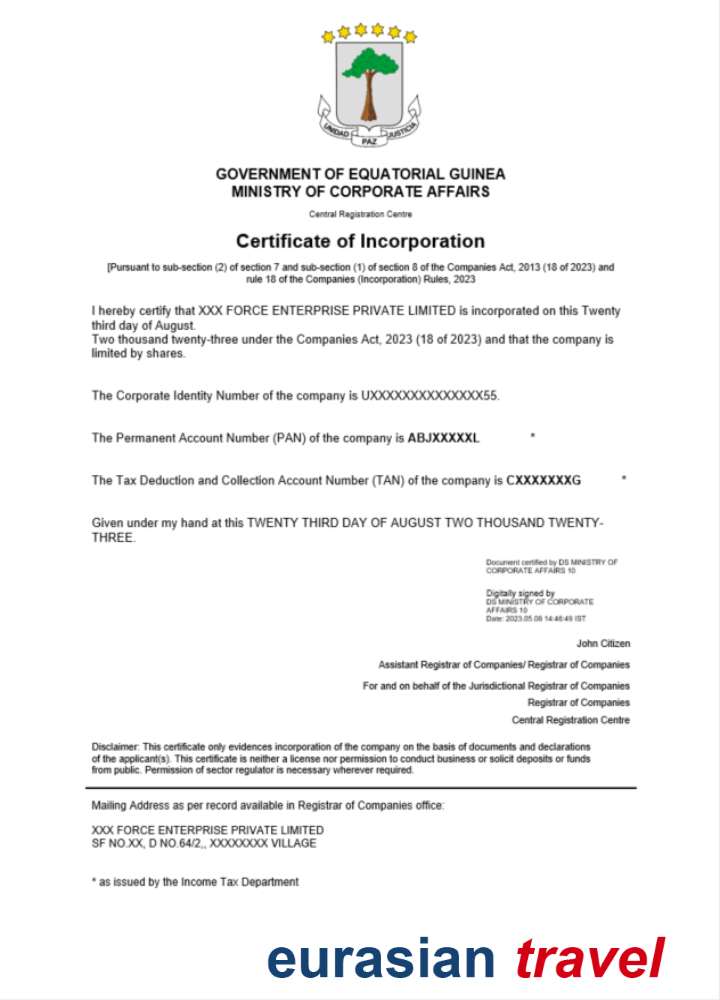 UNIDAD PAZ JUSTICIA
GOVERNMENT OF EQUATORIAL GUINEA
MINISTRY OF CORPORATE AFFAIRS
Central Registration Centre
Certificate of Incorporation
[Pursuant to sub-section (2) of section 7 and sub-section (1) of section 8 of the Companies Act, 2013 (18 of 2023) and
rule 18 of the Companies (Incorporation) Rules, 2023
I hereby certify that XXX FORCE ENTERPRISE PRIVATE LIMITED is incorporated on this Twenty
third day of August.
Two thousand twenty-three under the Companies Act, 2023 (18 of 2023) and that the company is
limited by shares.
The Corporate Identity Number of the company is UXXXXXXXXXXXXXX55.
The Permanent Account Number (PAN) of the company is ABJXXXXXL *
The Tax Deduction and Collection Account Number (TAN) of the company is CXXXXXXXG *
Given under my hand at this TWENTY THIRD DAY OF AUGUST TWO THOUSAND TWENTY-
THREE.
Document certified by DS MINISTRY OF
CORPORATE AFFAIRS 10
Digitally signed by
DS MINISTRY OF CORPORATE
AFFAIRS 10
Date: 2023.05.08 14:46:49 IST
John Citizen
Assistant Registrar of Companies/ Registrar of Companies
For and on behalf of the Jurisdictional Registrar of Companies
Registrar of Companies
Central Registration Centre
Disclaimer: This certificate only evidences incorporation of the company on the basis of documents and declarations
of the applicant(s). This certificate is neither a license nor permission to conduct business or solicit deposits or funds
from public. Permission of sector regulator is necessary wherever required.
Mailing Address as per record available in Registrar of Companies office:
XXX FORCE ENTERPRISE PRIVATE LIMITED
SF NO.XX, D NO.64/2,, XXXXXXXX VILLAGE
* as issued by the Income Tax Department
eurasian travel